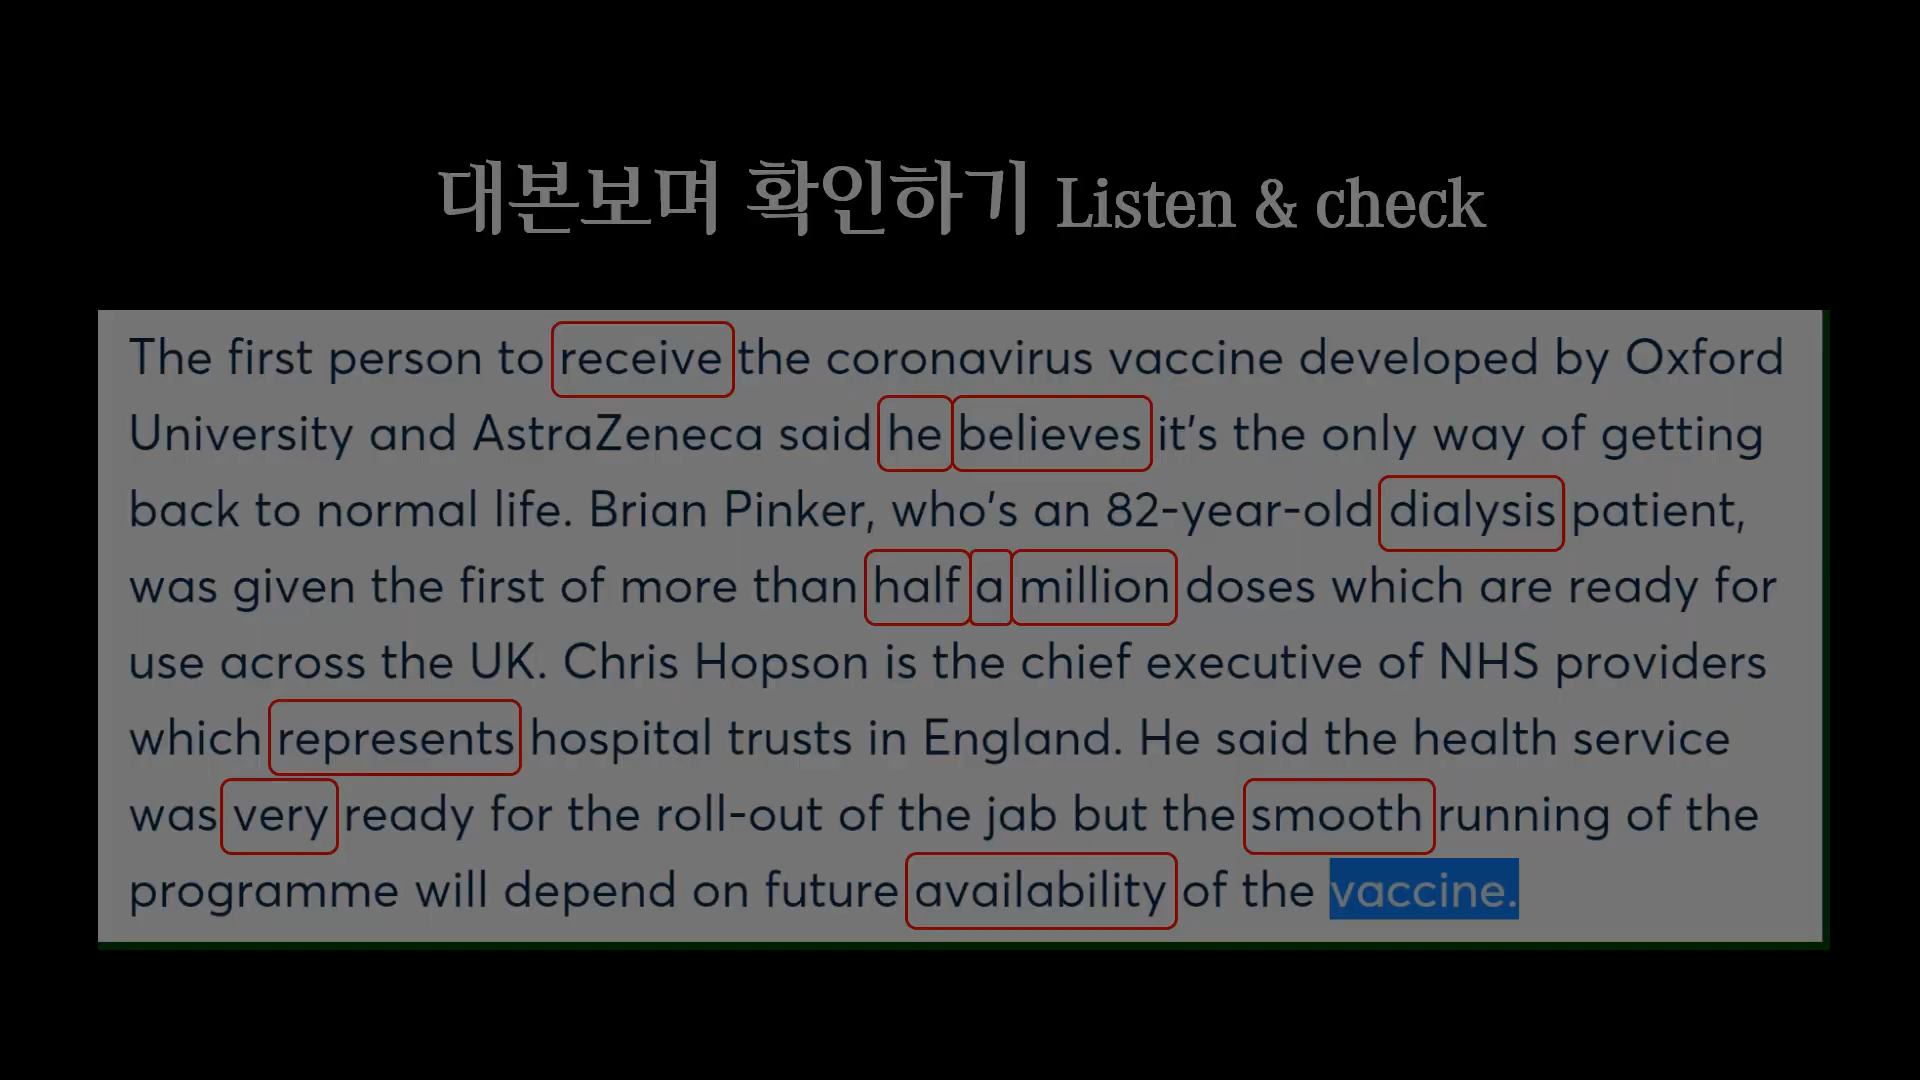 대본보며 확인하기 Listen & check
The first person to receive the coronavirus vaccine developed by Oxford
University and AstraZeneca said he believes it's the only way of getting
back to normal life. Brian Pinker, who's an 82-year-old dialysis patient,
was given the first of more than half a million doses which are ready for
use across the UK. Chris Hopson is the chief executive of NHS providers
which represents hospital trusts in England. He said the health service
was very ready for the roll-out of the jab but the smooth running of the
programme will depend on future availability of the vaccine.